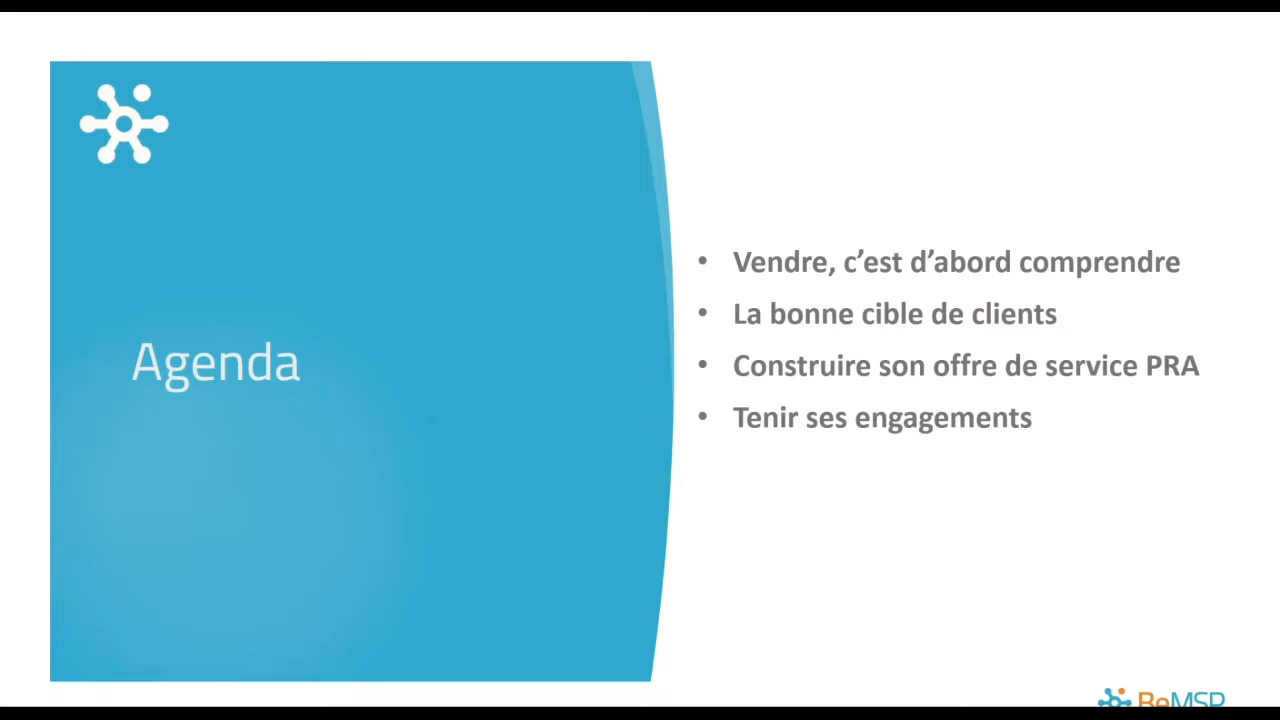 Agenda
Vendre, c’est d’abord comprendre
La bonne cible de clients
Construire son offre de service PRA
Tenir ses engagements
BeMSP